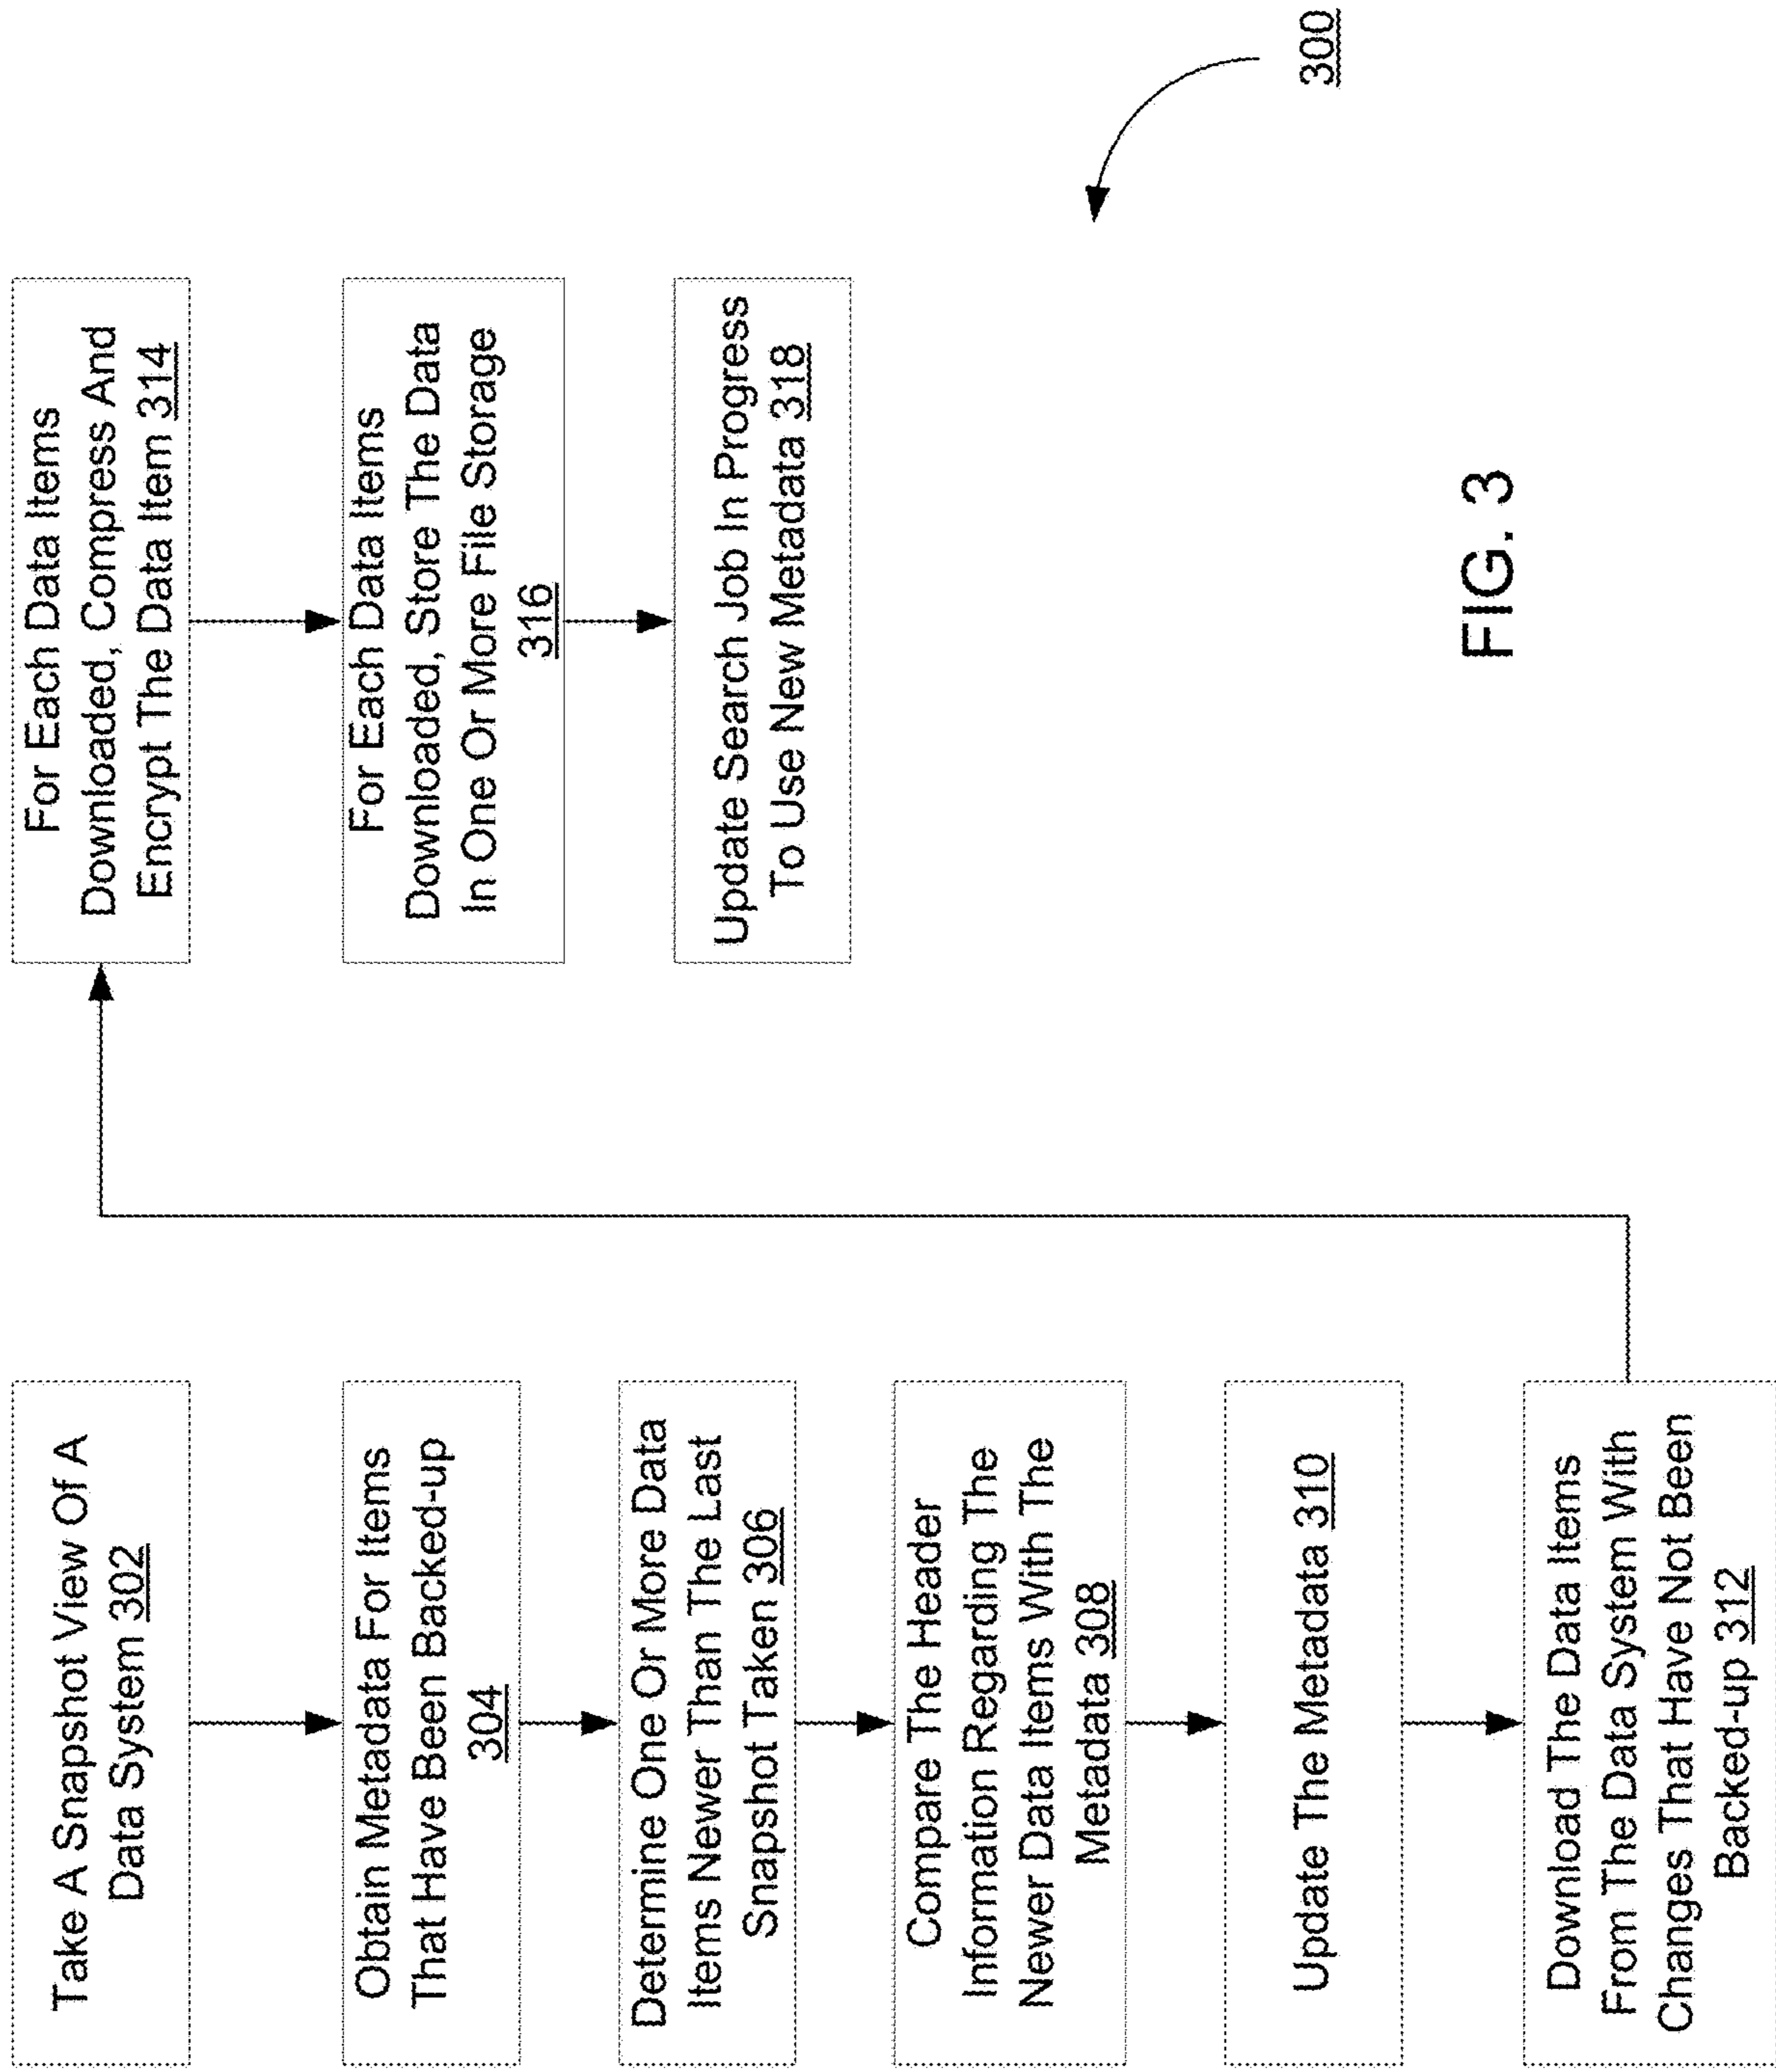 Take A Snapshot View Of A
Data System 302
Obtain Metadata For Items
That Have Been Backed-up
304
Determine One Or More Data
Items Newer Than The Last
Snapshot Taken 306
Compare The Header
Information Regarding The
Newer Data Items With The
Metadata 308
Update The Metadata 310
Download The Data Items
From The Data System With
Changes That Have Not Been
Backed-up 312
For Each Data Items
Downloaded, Compress And
Encrypt The Data Item 314
For Each Data Items
Downloaded, Store The Data
In One Or More File Storage
316
Update Search Job In Progress
To Use New Metadata 318
300
FIG. 3